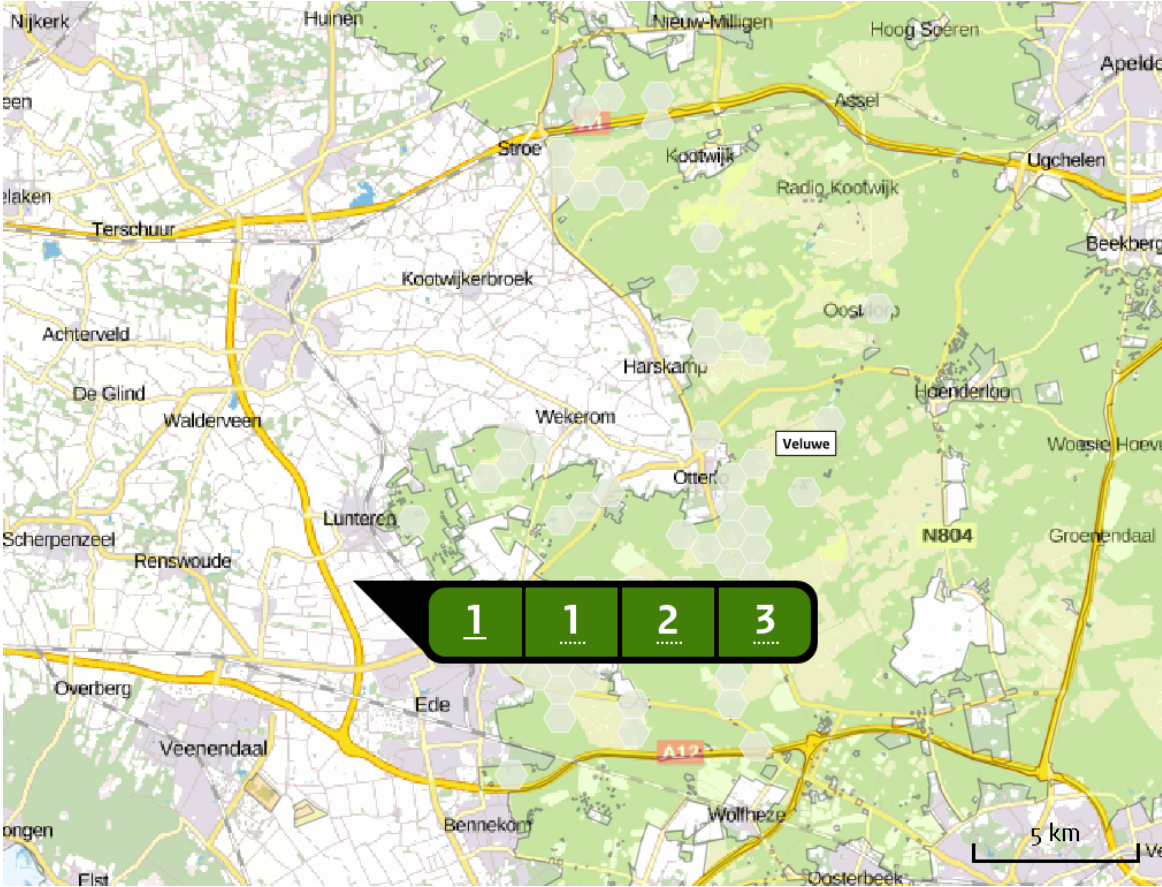 Nijkerk
Huinen
Nieuw-Milligen
Hoog Soeren
Apeldo
een
Assel
A1
Stroe
Kootwijk
Ugchelen
elaken
Radio Kootwijk
Terschuur
Beekberg
Kootwijkerbroek
Oostdorp
Achterveld
Harskamp
De Glind
Hoenderloo
Walderveen
Wekerom
Veluwe
Woeste Hoeve
Otterlo
Lunteren
Scherpenzeel
N804
Groenendaal
Renswoude
1 1 2 3
Overberg
Ede
Veenendaal
A12
Wolfheze
Bennekom
ongen
5 km
Ve
Elst
Oosterbeek